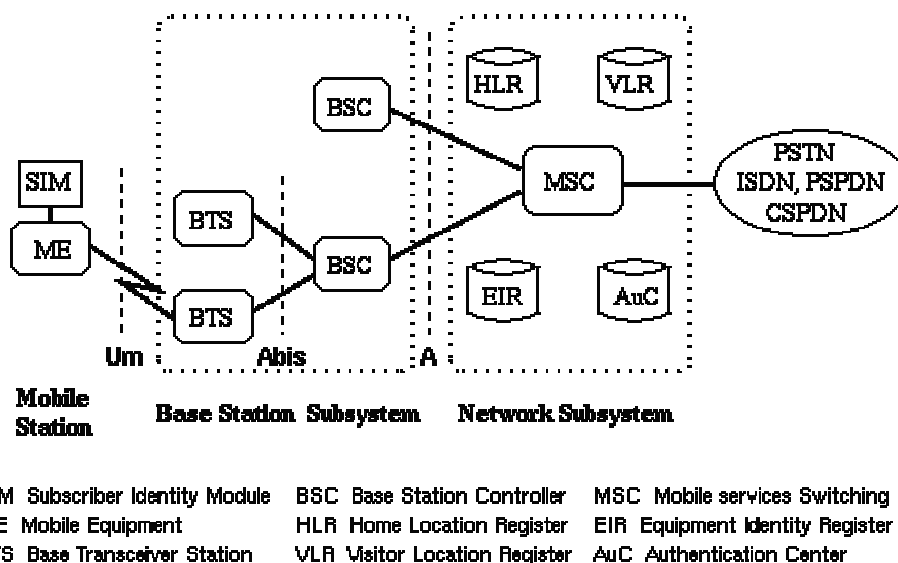 HLR
VLR
BSC
PSTN
ISDN, PSPDN
CSPDN
MSC
SIM
ME
BTS
BSC
BTS
EIR
AuC
Um
Abis
A
Mobile
Station
Base Station Subsystem
Network Subsystem
M Subscriber Identity Module BSC Base Station Controller MSC Mobile services Switching
E Mobile Equipment HLR Home Location Register EIR Equipment Identity Register
TS Base Transceiver Station VLR Visitor Location Register AuC Authentication Center